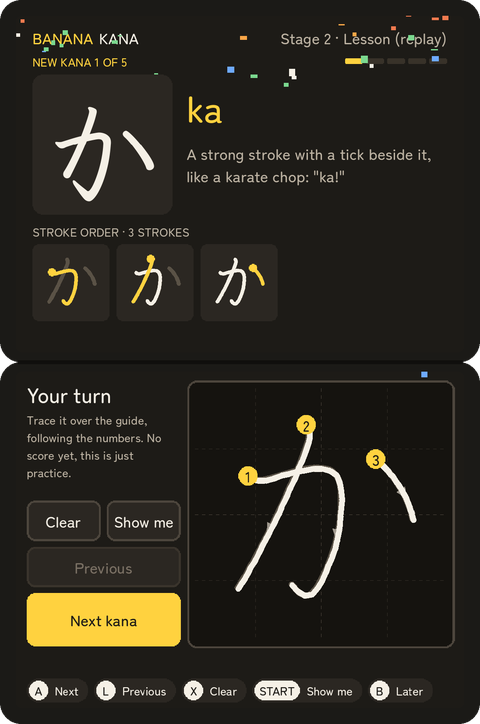 BANANA KANA
Stage 2 · Lesson (replay)
NEW KANA 1 OF 5
か
ka
A strong stroke with a tick beside it,
like a karate chop: "ka!"
STROKE ORDER · 3 STROKES
か か か
Your turn
Trace it over the guide,
following the numbers. No
score yet, this is just
practice.
Clear
Show me
Previous
Next kana
1 2 3
か
A Next
L Previous
X Clear
START Show me
B Later